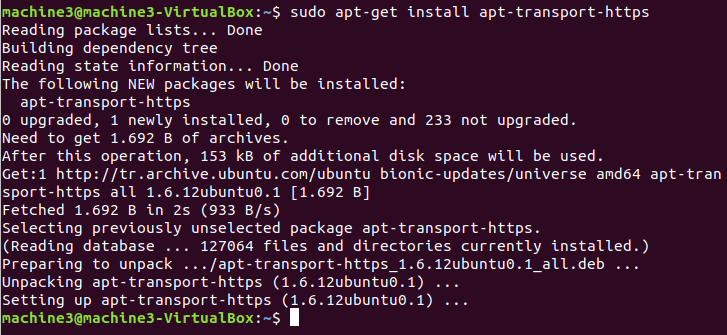 machine3@machine3-VirtualBox:~$ sudo apt-get install apt-transport-https
Reading package lists... Done
Building dependency tree
Reading state information... Done
The following NEW packages will be installed:
  apt-transport-https
0 upgraded, 1 newly installed, 0 to remove and 233 not upgraded.
Need to get 1.692 B of archives.
After this operation, 153 kB of additional disk space will be used.
Get:1 http://tr.archive.ubuntu.com/ubuntu bionic-updates/universe amd64 apt-tran
sport-https all 1.6.12ubuntu0.1 [1.692 B]
Fetched 1.692 B in 2s (933 B/s)
Selecting previously unselected package apt-transport-https.
(Reading database ... 127064 files and directories currently installed.)
Preparing to unpack .../apt-transport-https_1.6.12ubuntu0.1_all.deb ...
Unpacking apt-transport-https (1.6.12ubuntu0.1) ...
Setting up apt-transport-https (1.6.12ubuntu0.1) ...
machine3@machine3-VirtualBox:~$